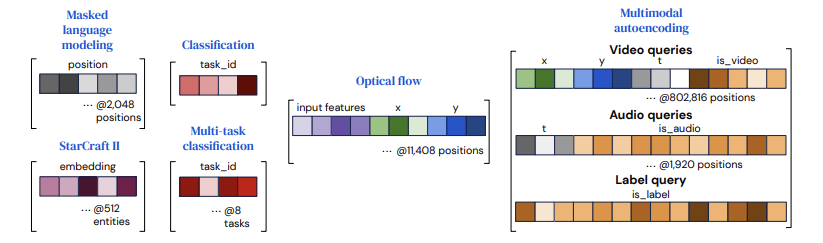 Masked
language
modeling
position
... @2,048
positions
Classification
task_id
StarCraft II
embedding
... @512
entities
Multi-task
classification
task_id
... @8
tasks
Optical flow
input features x y
... @11,408 positions
Multimodal
autoencoding
Video queries
x y t is_video
... @802,816 positions
Audio queries
t is_audio
... @1,920 positions
Label query
is_label